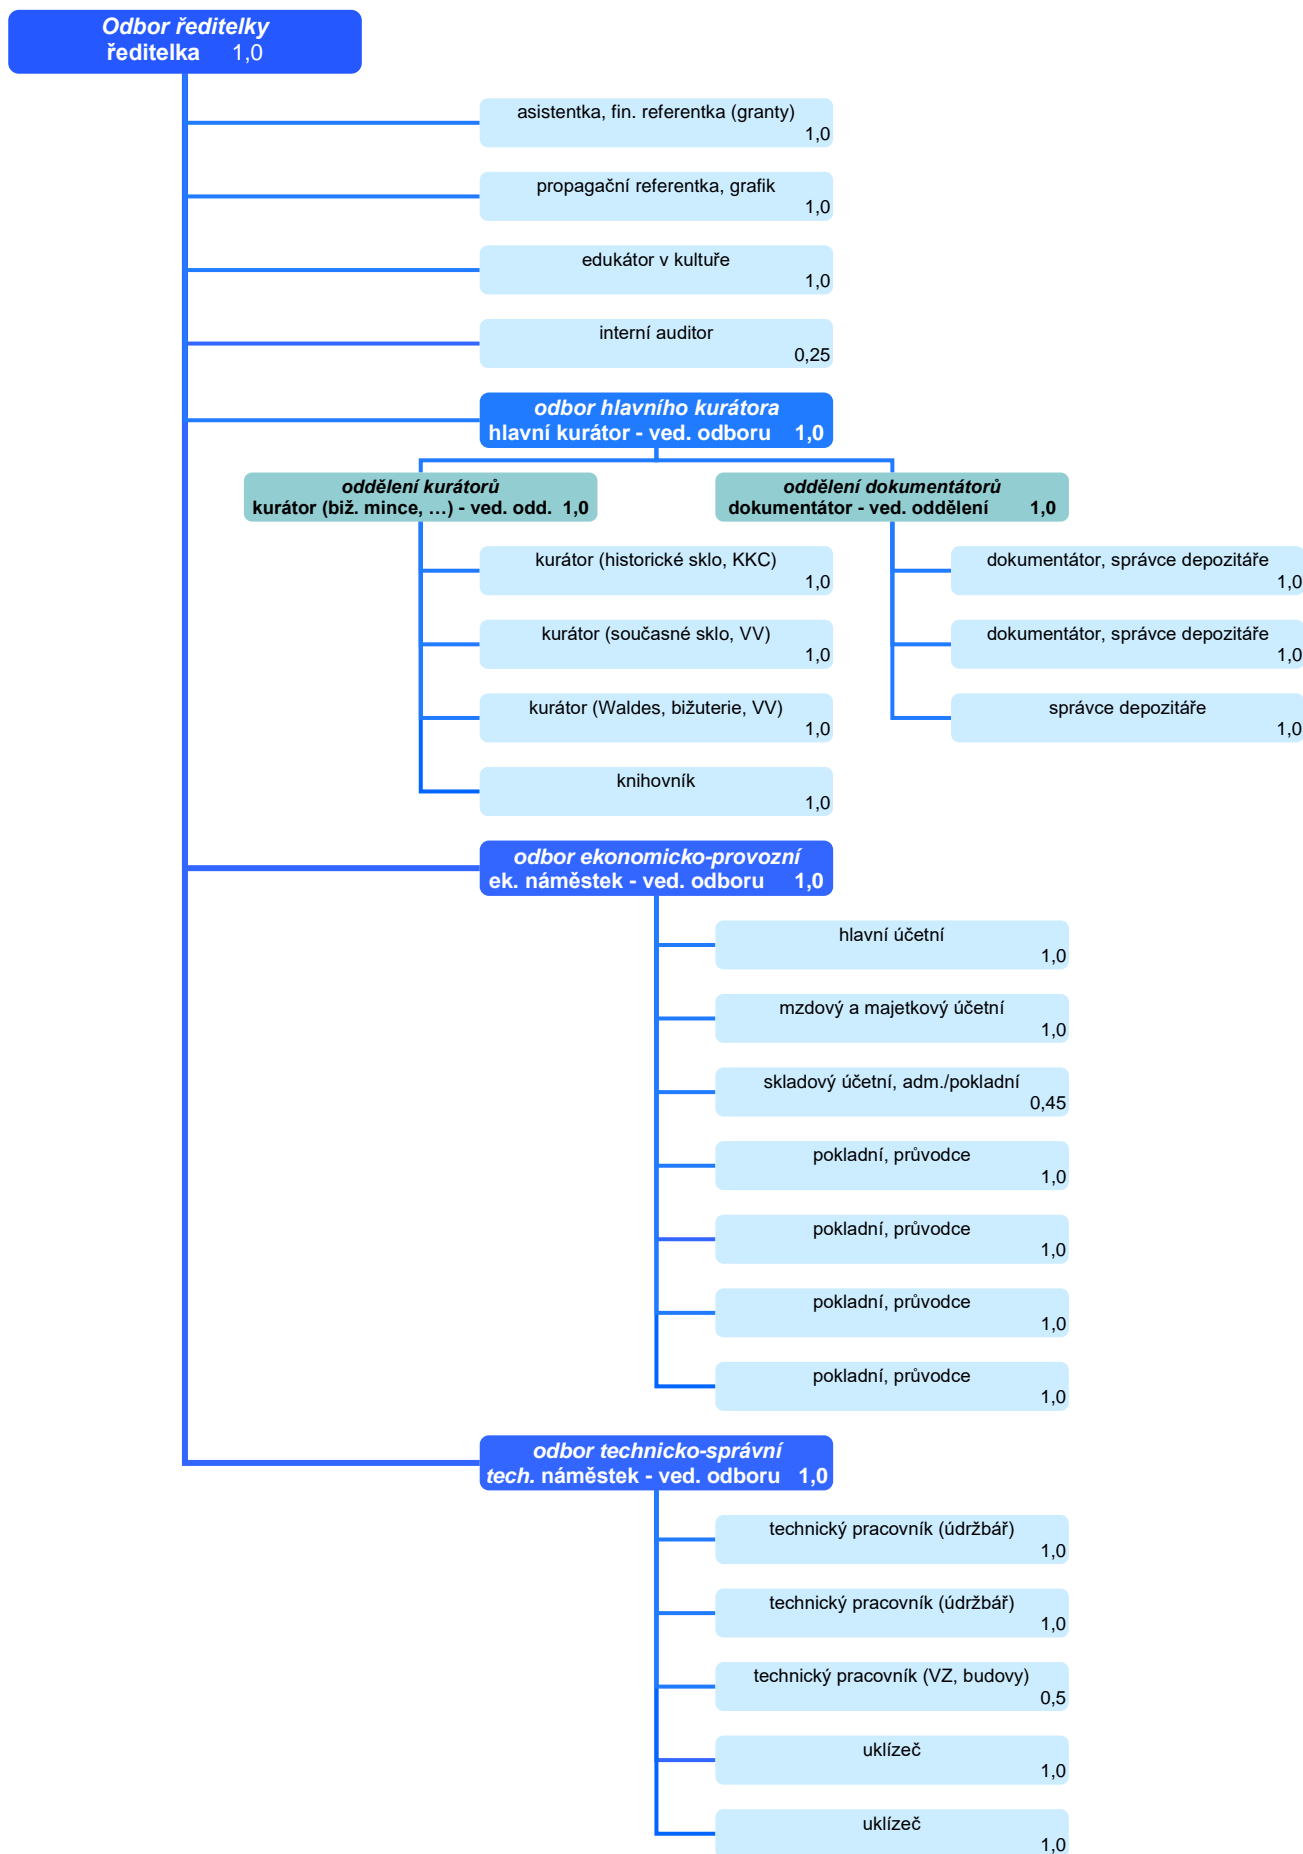 Odbor ředitelky
ředitelka 1,0
asistentka, fin. referentka (granty)
1,0
propagační referentka, grafik
1,0
edukátor v kultuře
1,0
interní auditor
0,25
odbor hlavního kurátora
hlavní kurátor - ved. odboru 1,0
oddělení kurátorů
kurátor (biž. mince, …) - ved. odd. 1,0
oddělení dokumentátorů
dokumentátor - ved. oddělení 1,0
kurátor (historické sklo, KKC)
1,0
dokumentátor, správce depozitáře
1,0
kurátor (současné sklo, VV)
1,0
dokumentátor, správce depozitáře
1,0
kurátor (Waldes, bižuterie, VV)
1,0
správce depozitáře
1,0
knihovník
1,0
odbor ekonomicko-provozní
ek. náměstek - ved. odboru 1,0
hlavní účetní
1,0
mzdový a majetkový účetní
1,0
skladový účetní, adm./pokladní
0,45
pokladní, průvodce
1,0
pokladní, průvodce
1,0
pokladní, průvodce
1,0
pokladní, průvodce
1,0
odbor technicko-správní
tech. náměstek - ved. odboru 1,0
technický pracovník (údržbář)
1,0
technický pracovník (údržbář)
1,0
technický pracovník (VZ, budovy)
0,5
uklízeč
1,0
uklízeč
1,0